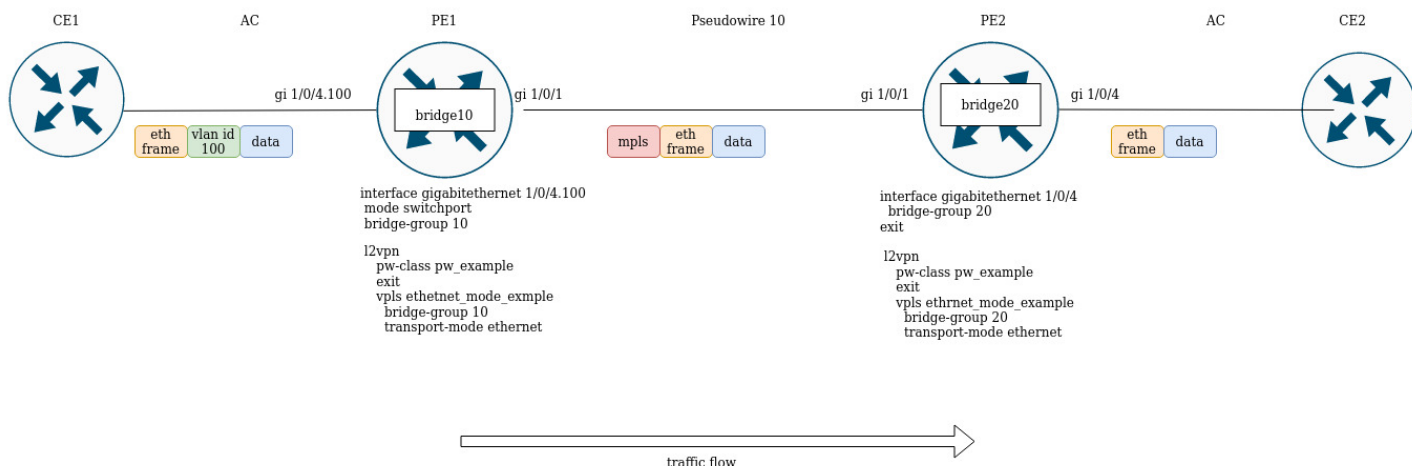 CE1
AC
PE1
Pseudowire 10
PE2
AC
CE2
gi 1/0/4.100
bridge10
gi 1/0/1
gi 1/0/1
bridge20
gi 1/0/4
eth
frame
vlan id
100
data
mpls
eth
frame
data
eth
frame
data
interface gigabitethernet 1/0/4.100
mode switchport
bridge-group 10
l2vpn
pw-class pw_example
exit
vpls ethetnet_mode_exmple
bridge-group 10
transport-mode ethernet
interface gigabitethernet 1/0/4
bridge-group 20
exit
l2vpn
pw-class pw_example
exit
vpls ethrnet_mode_example
bridge-group 20
transport-mode ethernet
traffic flow